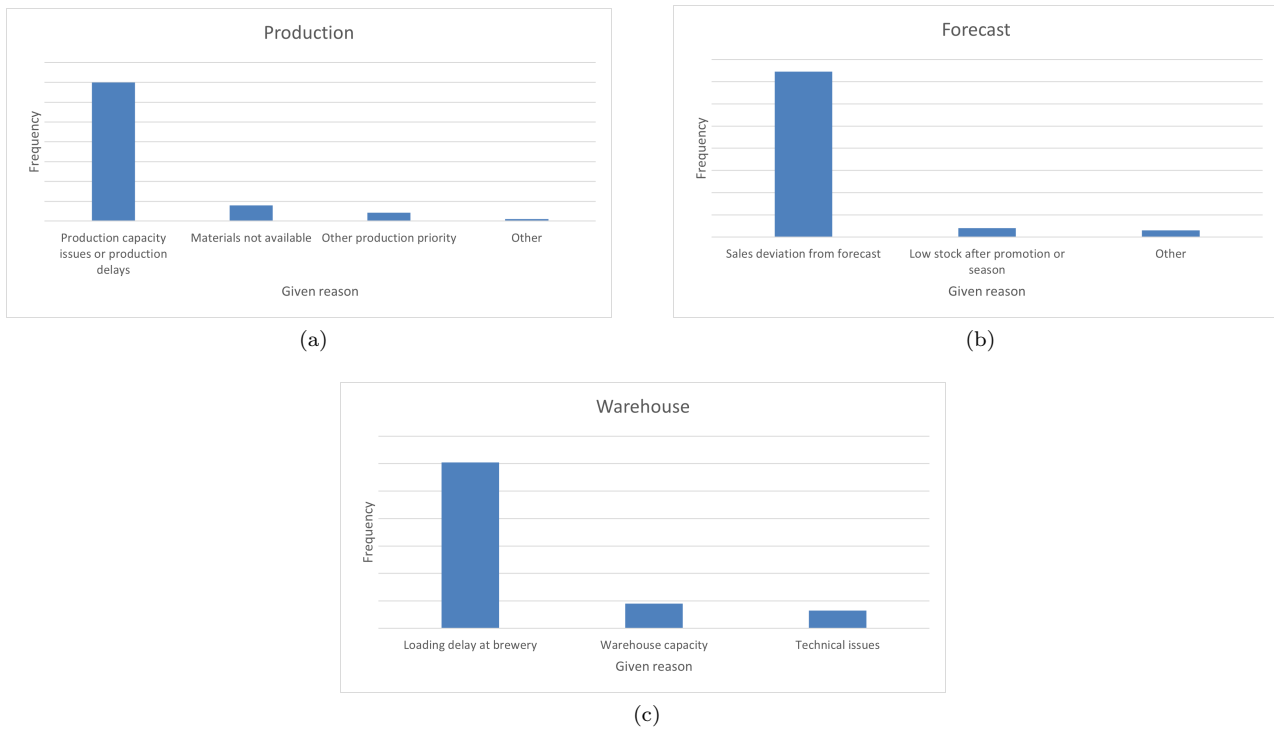 Production
Frequency
Production capacity
issues or production
delays
Materials not available
Other production priority
Other
Given reason
(a)
Forecast
Frequency
Sales deviation from forecast
Low stock after promotion or
season
Other
Given reason
(b)
Warehouse
Frequency
Loading delay at brewery
Warehouse capacity
Technical issues
Given reason
(c)